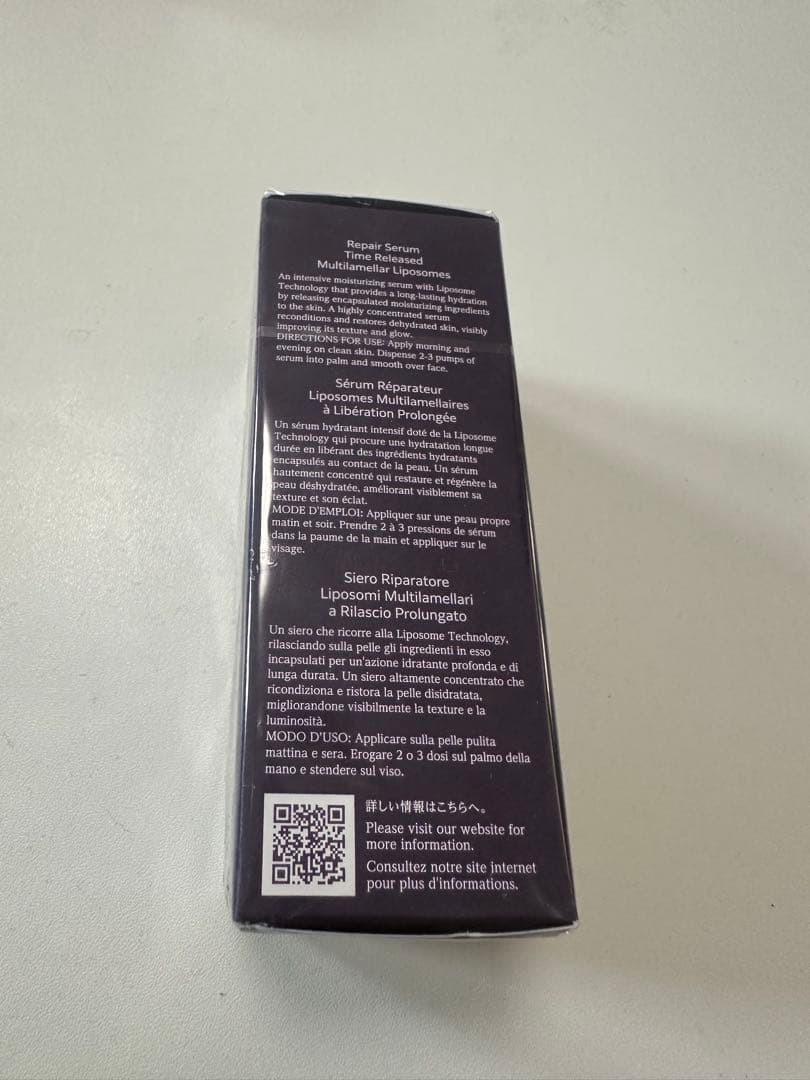 Repair Serum
Time Released
Multilamellar Liposomes
An intensive moisturizing serum with Liposome
Technology that provides a long-lasting hydration
by releasing encapsulated moisturizing ingredients
to the skin. A highly concentrated serum
reconditions and restores dehydrated skin, visibly
improving its texture and glow.
DIRECTIONS FOR USE: Apply morning and
evening on clean skin. Dispense 2-3 pumps of
serum into palm and smooth over face.
Sérum Réparateur
Liposomes Multilamellaires
à Libération Prolongée
Un sérum hydratant intensif doté de la Liposome
Technology qui procure une hydratation longue
durée en libérant des ingrédients hydratants
encapsulés au contact de la peau. Un sérum
hautement concentré qui restaure et régénère la
peau déshydratée, améliorant visiblement sa
texture et son éclat.
MODE D'EMPLOI: Appliquer sur une peau propre
matin et soir. Prendre 2 à 3 pressions de sérum
dans la paume de la main et appliquer sur le
visage.
Siero Riparatore
Liposomi Multilamellari
a Rilascio Prolungato
Un siero che ricorre alla Liposome Technology,
rilasciando sulla pelle gli ingredienti in esso
incapsulati per un'azione idratante profonda e di
lunga durata. Un siero altamente concentrato che
ricondiziona e ristora la pelle disidratata,
migliorandone visibilmente la texture e la
luminosità.
MODO D'USO: Applicare sulla pelle pulita
mattina e sera. Erogare 2 o 3 dosi sul palmo della
mano e stendere sul viso.
詳しい情報はこちらへ。
Please visit our website for
more information.
Consultez notre site internet
pour plus d'informations.